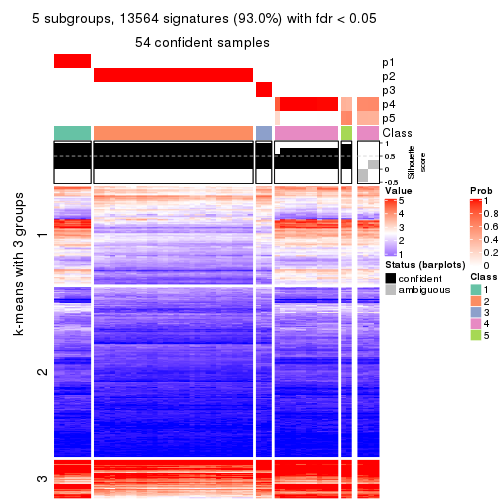 5 subgroups, 13564 signatures (93.0%) with fdr < 0.05
54 confident samples
p1
p2
p3
p4
p5
Class
1
0.5
0
-0.5
Silhouette
score
k-means with 3 groups
1
2
3
Value
5
4
3
2
1
Status (barplots)
confident
ambiguous
Prob
1
0.8
0.6
0.4
0.2
0
Class
1
2
3
4
5